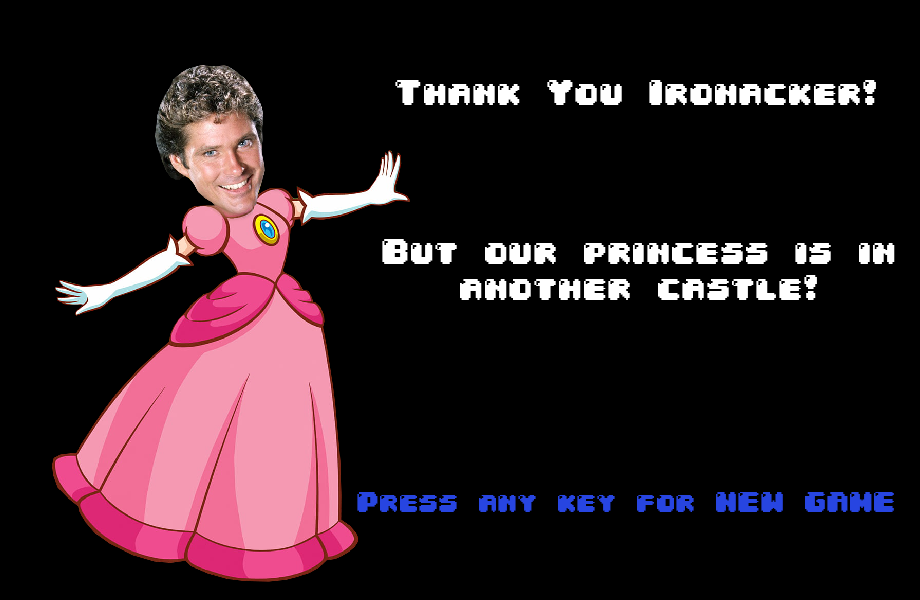 Thank You Ironhacker!
But our princess is in
another castle!
Press any key for NEW GAME